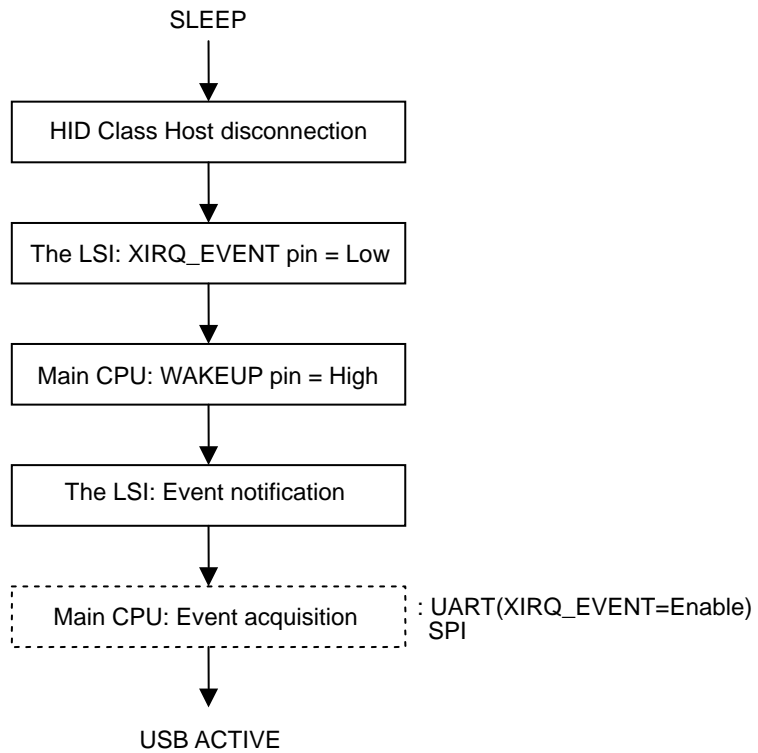 SLEEP
HID Class Host disconnection
The LSI: XIRQ_EVENT pin = Low
Main CPU: WAKEUP pin = High
The LSI: Event notification
Main CPU: Event acquisition
: UART(XIRQ_EVENT=Enable)
SPI
USB ACTIVE